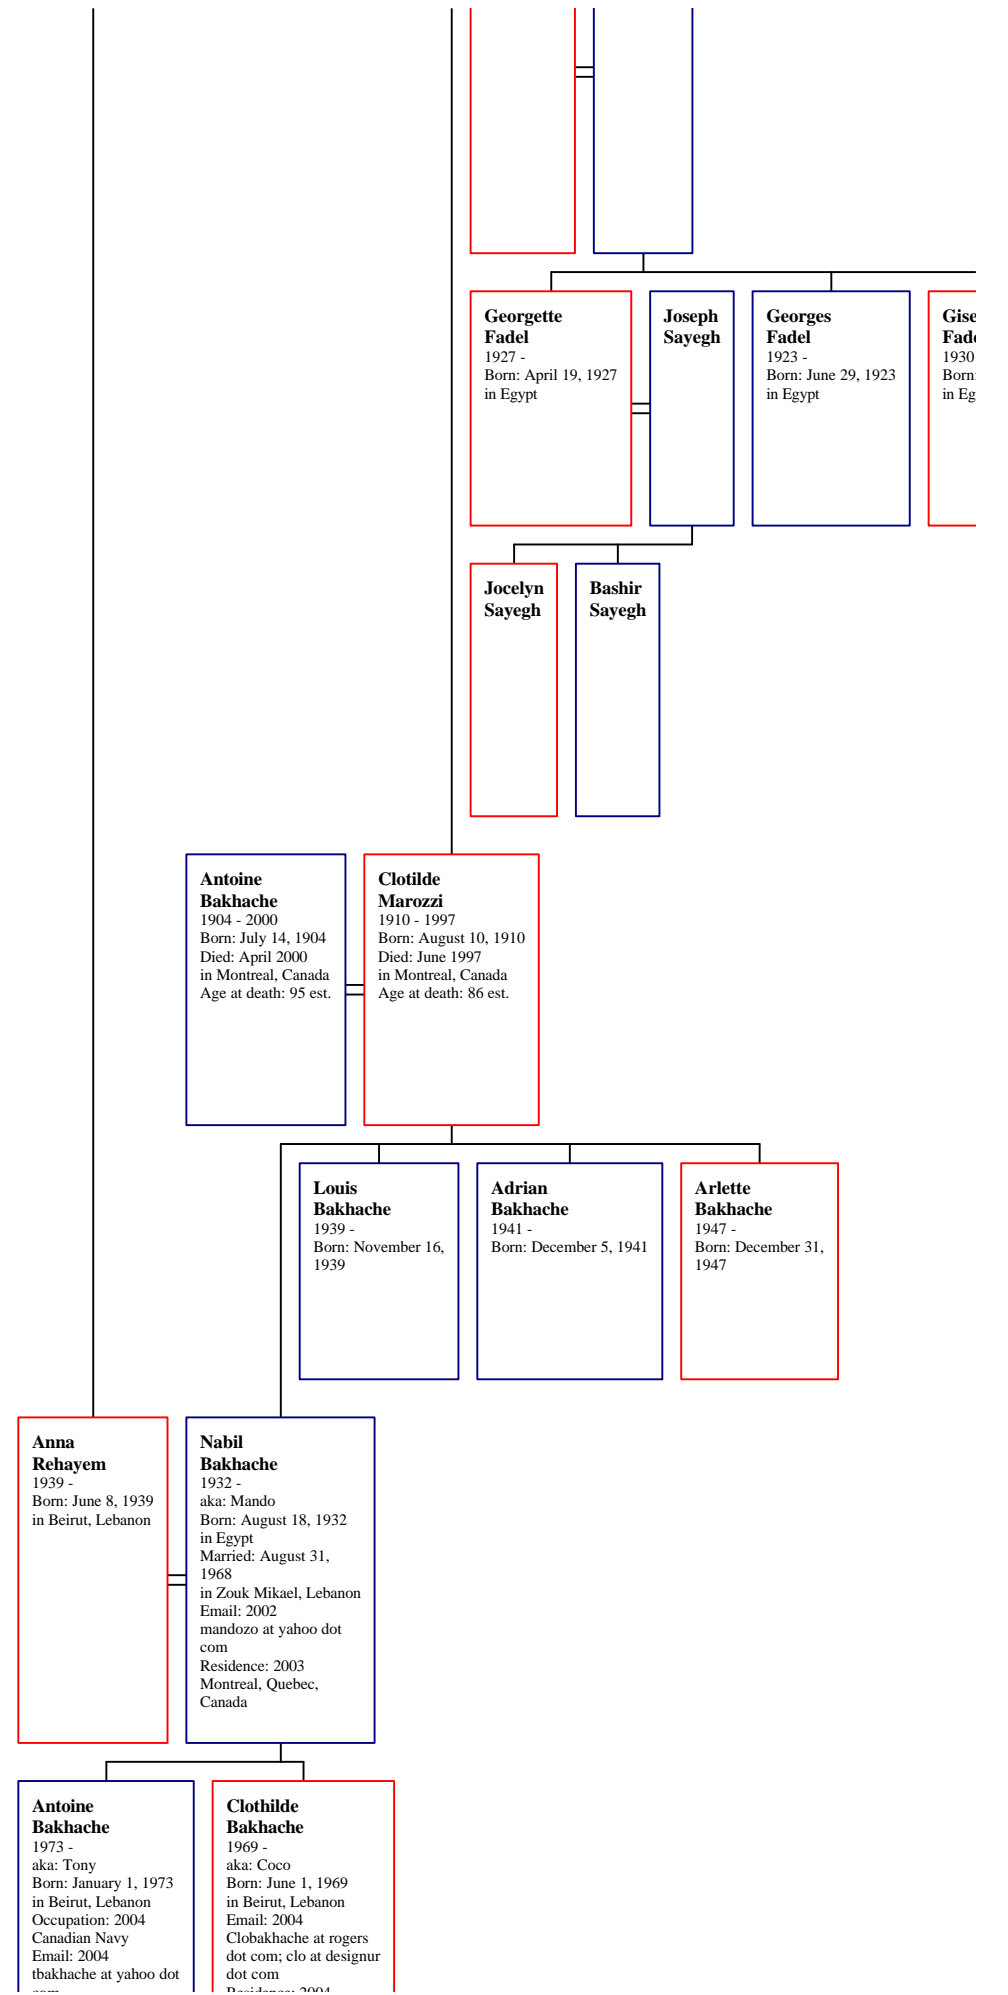 Georgette
Fadel
1927 -
Born: April 19, 1927
in Egypt
Joseph
Sayegh
Georges
Fadel
1923 -
Born: June 29, 1923
in Egypt
1930
Born:
Jocelyn
Sayegh
Bashir
Sayegh
Antoine
Bakhache
1904 - 2000
Born: July 14, 1904
Died: April 2000
in Montreal, Canada
Age at death: 95 est.
Clotilde
Marozzi
1910 - 1997
Born: August 10, 1910
Died: June 1997
in Montreal, Canada
Age at death: 86 est.
Louis
Bakhache
1939 -
Born: November 16,
1939
Adrian
Bakhache
1941 -
Born: December 5, 1941
Arlette
Bakhache
1947 -
Born: December 31,
1947
Anna
Rehayem
1939 -
Born: June 8, 1939
in Beirut, Lebanon
Nabil
Bakhache
1932 -
aka: Mando
Born: August 18, 1932
in Egypt
Married: August 31,
1968
in Zouk Mikael, Lebanon
Email: 2002
mandozo at yahoo dot
com
Residence: 2003
Montreal, Quebec,
Canada
Antoine
Bakhache
1973 -
aka: Tony
Born: January 1, 1973
in Beirut, Lebanon
Occupation: 2004
Canadian Navy
Email: 2004
tbakhache at yahoo dot
com
Clothilde
Bakhache
1969 -
aka: Coco
Born: June 1, 1969
in Beirut, Lebanon
Email: 2004
Clobakhache at rogers
dot com; clo at designur
dot com
Residence: 2004